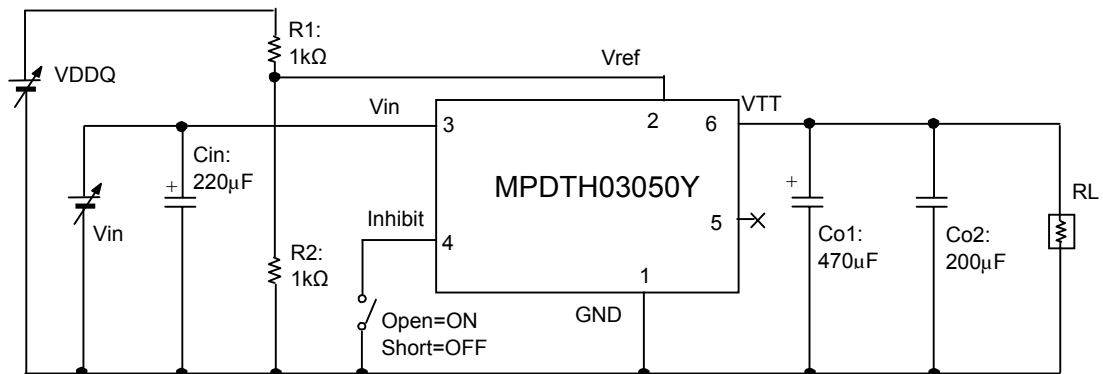 R1:
1kΩ
VDDQ
Vref
Vin
VTT
3
2
6
Cin:
+
220μF
MPDTH03050Y
+
RL
Vin
Inhibit
4
5
R2:
1kΩ
Co1:
470μF
Co2:
200μF
1
GND
Open=ON
Short=OFF